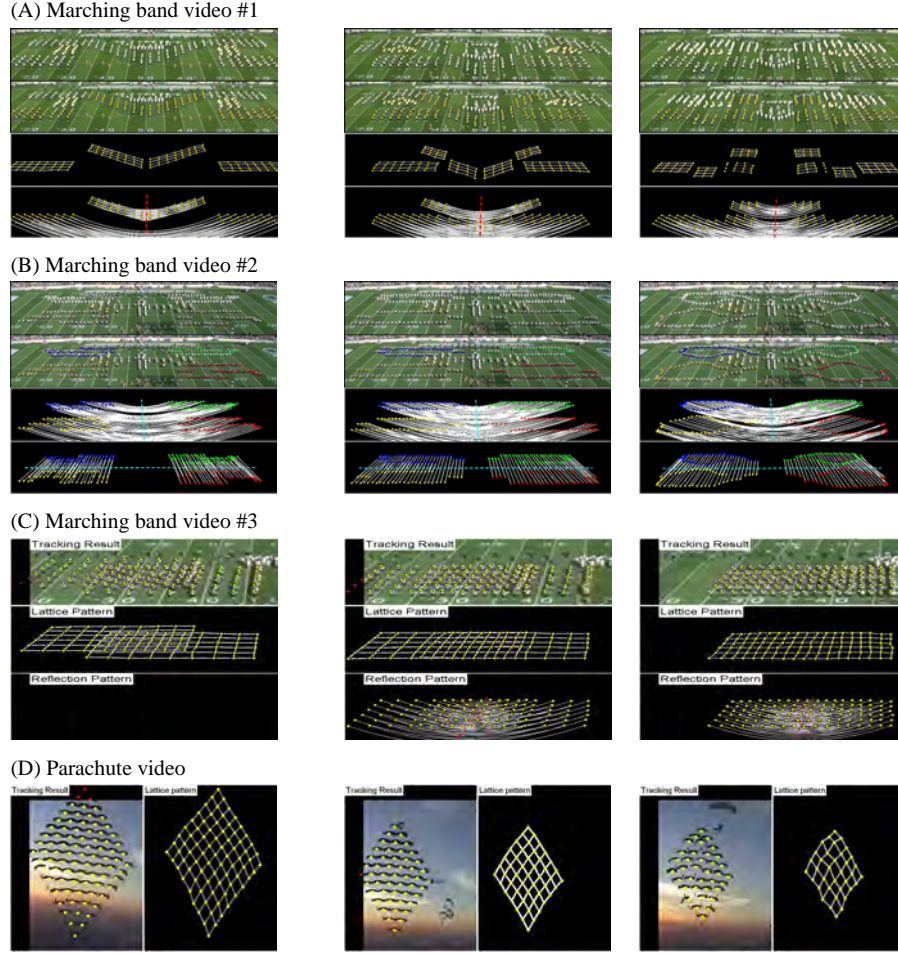 (A) Marching band video #1
(B) Marching band video #2
(C) Marching band video #3
Tracking Result
Tracking Result
Tracking Result
Lattice Pattern
Lattice Pattern
Lattice Pattern
Reflection Pattern
Reflection Pattern
Reflection Pattern
(D) Parachute video
Tracking Result
Lattice pattern
Tracking Result
Lattice pattern
Tracking Result
Lattice pattern